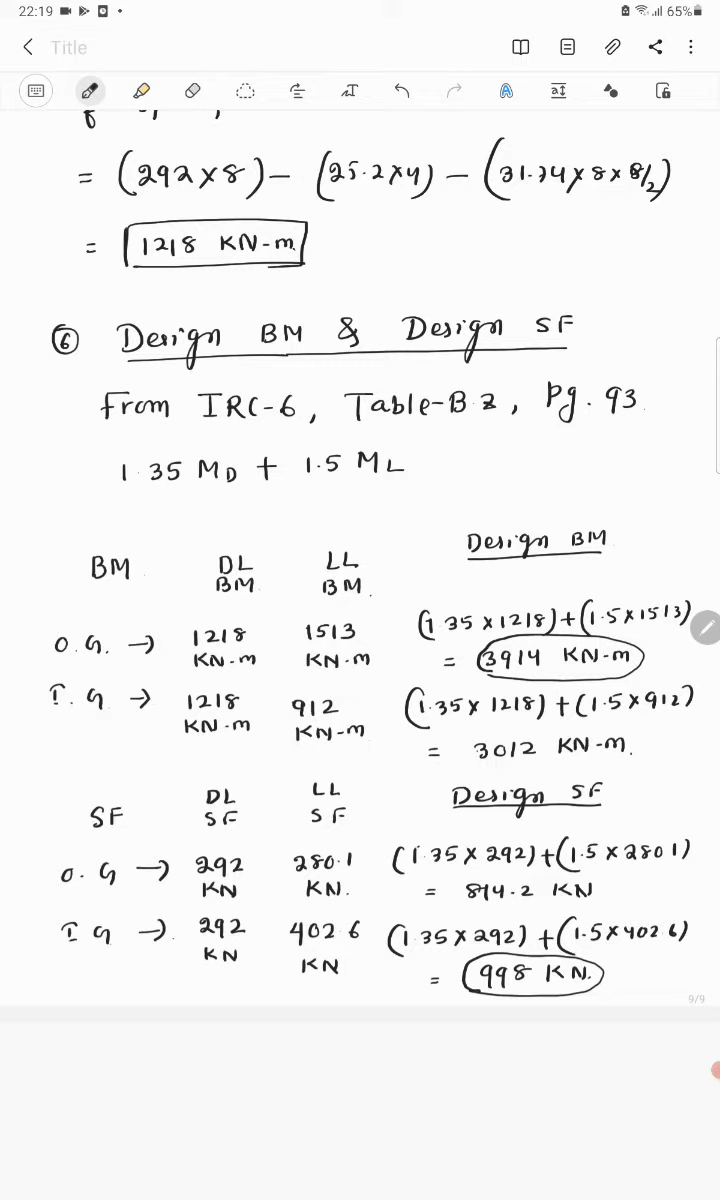 22:19 65%
Title
= (292×8) - (25.2×4) - (31.74×8×8/2)
= 1218 KN-m
⑥ Design BM & Design SF
From IRC-6, Table-B.2, Pg. 93.
1.35 MD + 1.5 ML
BM DL BM LL BM. Design BM
O.G. → 1218 KN-m 1513 KN-m (1.35×1218)+(1.5×1513)
= 3914 KN-m
I.G → 1218 KN-m 912 KN-m (1.35×1218)+(1.5×912)
= 3012 KN-m.
SF DL SF LL SF Design SF
O.G → 292 KN 280.1 KN. (1.35×292)+(1.5×280.1)
= 814.2 KN
I G → 292 KN 402.6 KN (1.35×292)+(1.5×402.6)
= 998 KN.
9/9